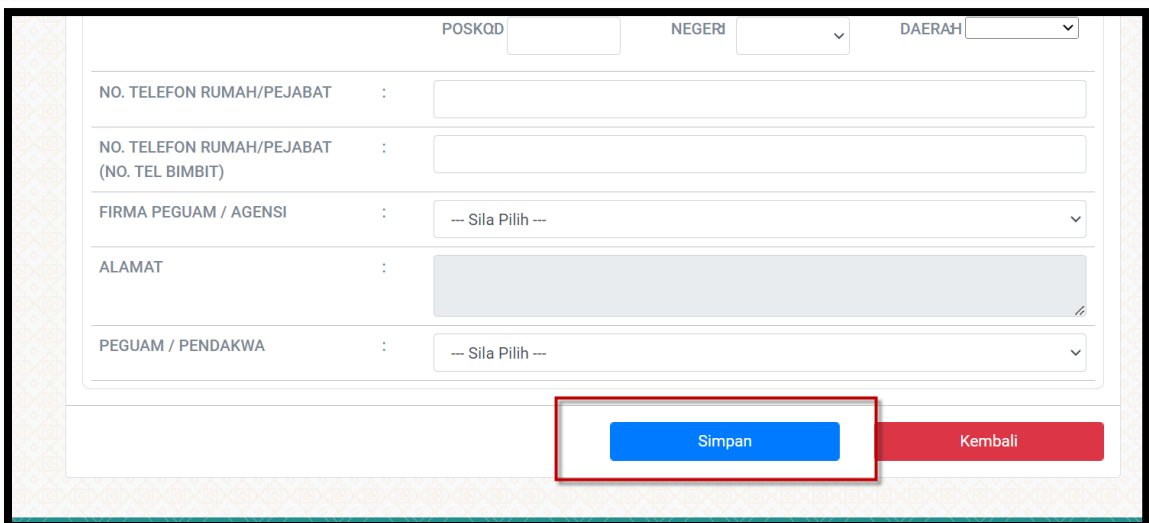 POSKOD : NEGERI : DAERAH :
NO. TELEFON RUMAH/PEJABAT :
NO. TELEFON RUMAH/PEJABAT :
(NO. TEL BIMBIT)
FIRMA PEGUAM / AGENSI : --- Sila Pilih ---
ALAMAT :
PEGUAM / PENDAKWA : --- Sila Pilih ---
Simpan Kembali